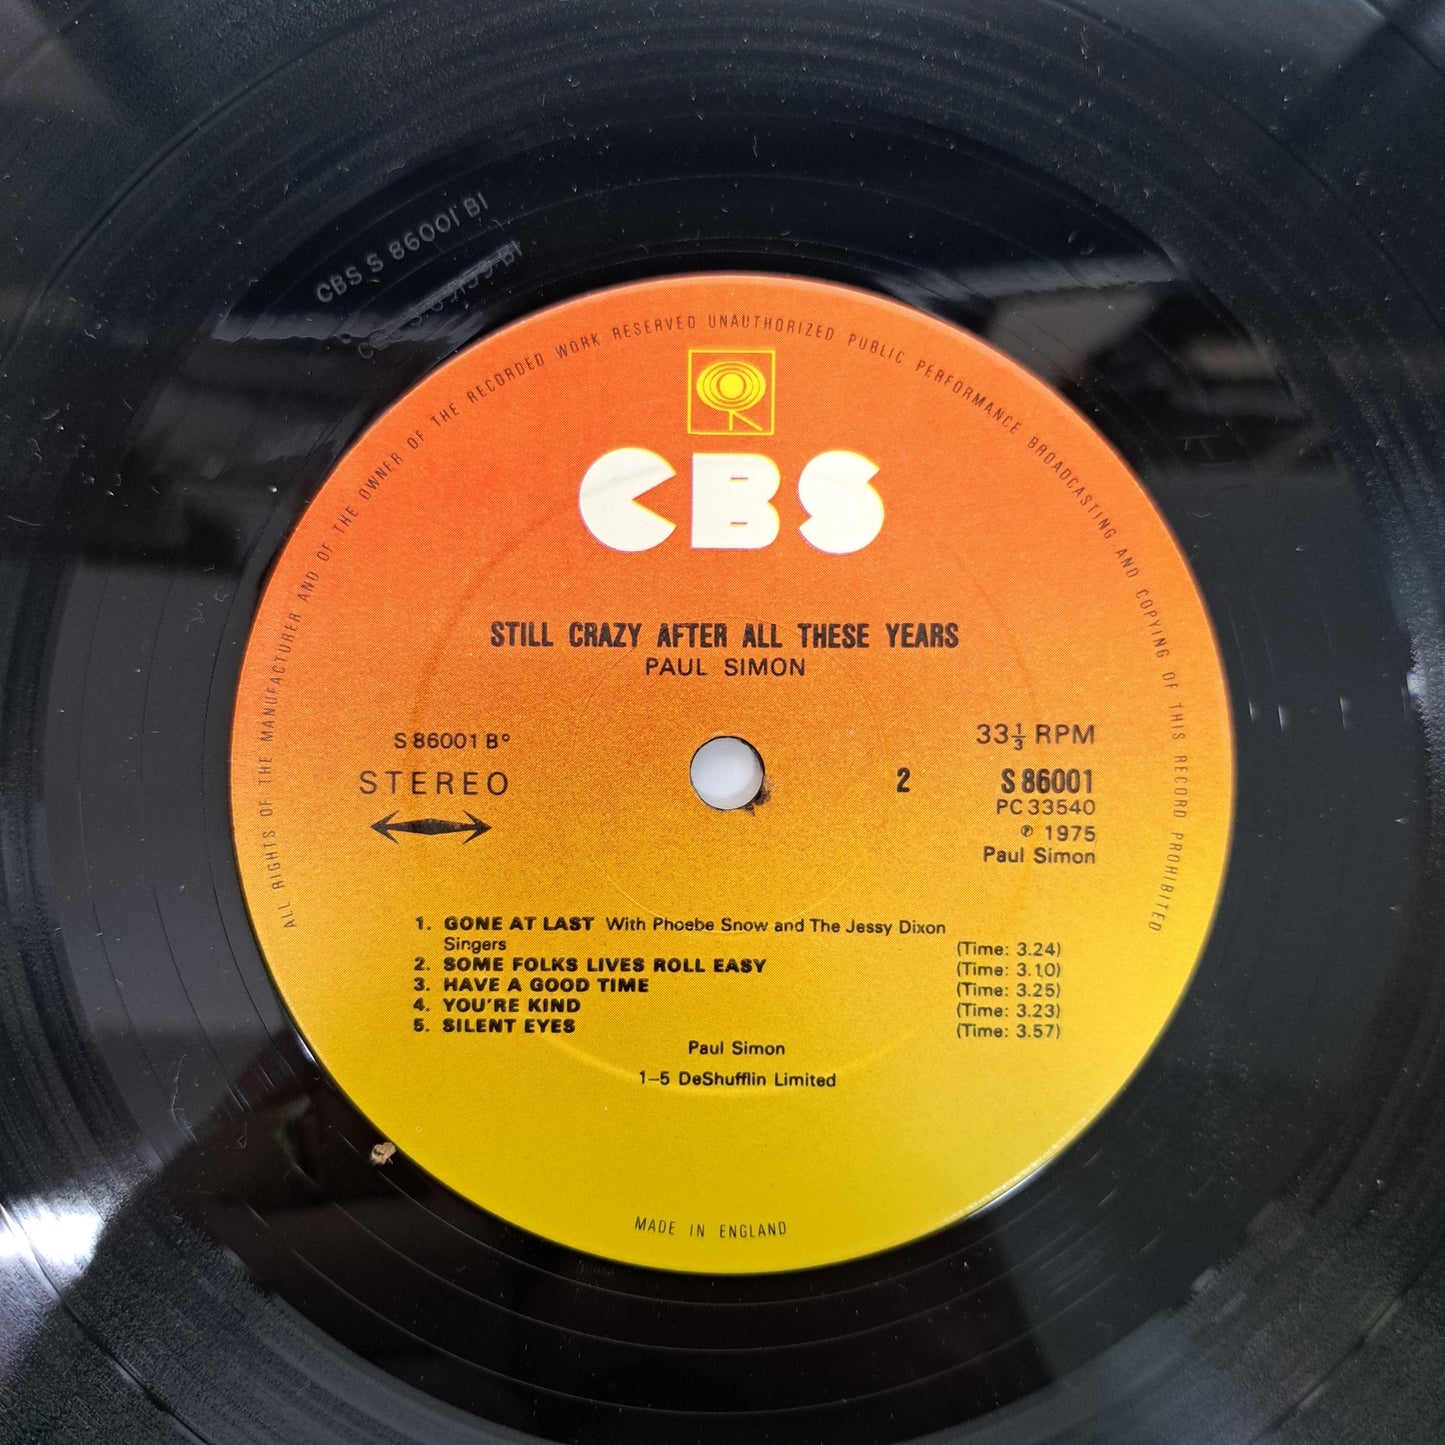 CBS S 86001 B1
ALL RIGHTS OF THE MANUFACTURER AND OF THE OWNER OF THE RECORDED WORK RESERVED UNAUTHORIZED PUBLIC PERFORMANCE BROADCASTING AND COPYING OF THIS RECORD PROHIBITED
CBS
STILL CRAZY AFTER ALL THESE YEARS
PAUL SIMON
S 86001 B°
STEREO
33⅓ RPM
2 S 86001
PC 33540
℗ 1975
Paul Simon
1. GONE AT LAST With Phoebe Snow and The Jessy Dixon
Singers (Time: 3.24)
2. SOME FOLKS LIVES ROLL EASY (Time: 3.10)
3. HAVE A GOOD TIME (Time: 3.25)
4. YOU'RE KIND (Time: 3.23)
5. SILENT EYES (Time: 3.57)
Paul Simon
1–5 DeShufflin Limited
MADE IN ENGLAND